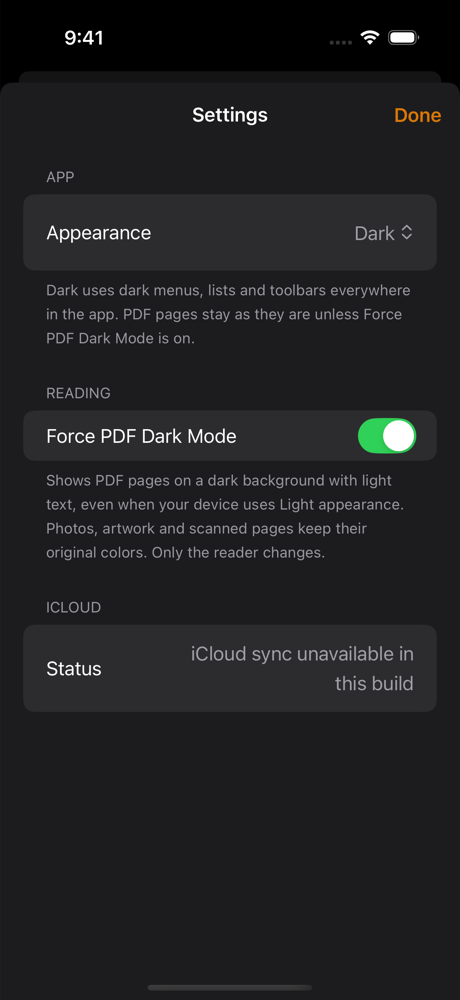 9:41
Settings
Done
APP
Appearance
Dark
Dark uses dark menus, lists and toolbars everywhere
in the app. PDF pages stay as they are unless Force
PDF Dark Mode is on.
READING
Force PDF Dark Mode
Shows PDF pages on a dark background with light
text, even when your device uses Light appearance.
Photos, artwork and scanned pages keep their
original colors. Only the reader changes.
ICLOUD
Status
iCloud sync unavailable in
this build